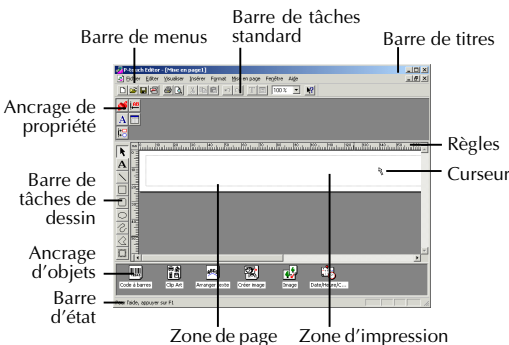 Barre de menus
Barre de tâches
standard
Barre de titres
P-touch Editor - [Mise en page1]
Fichier Editer Visualiser Insérer Format Mise en page Fenêtre Aide
100 %
Ancrage de
propriété
Règles
Curseur
Barre de
tâches de
dessin
Ancrage
d'objets
Code à barres Clip Art Arranger texte Créer image Image Date/Heure/C...
Barre
d'état
l'aide, appuyer sur F1
Zone de page Zone d'impression